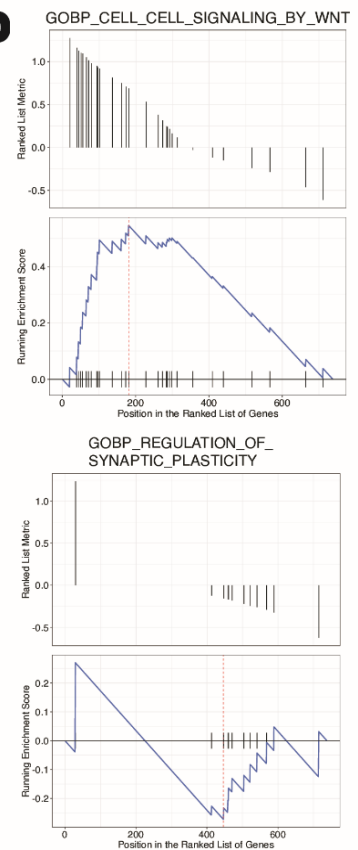 GOBP_CELL_CELL_SIGNALING_BY_WNT
Ranked List Metric
1.0
0.5
0.0
-0.5
Running Enrichment Score
0.4
0.2
0.0
0 200 400 600
Position in the Ranked List of Genes
GOBP_REGULATION_OF_
SYNAPTIC_PLASTICITY
Ranked List Metric
1.0
0.5
0.0
-0.5
Running Enrichment Score
0.2
0.1
0.0
-0.1
-0.2
0 200 400 600
Position in the Ranked List of Genes